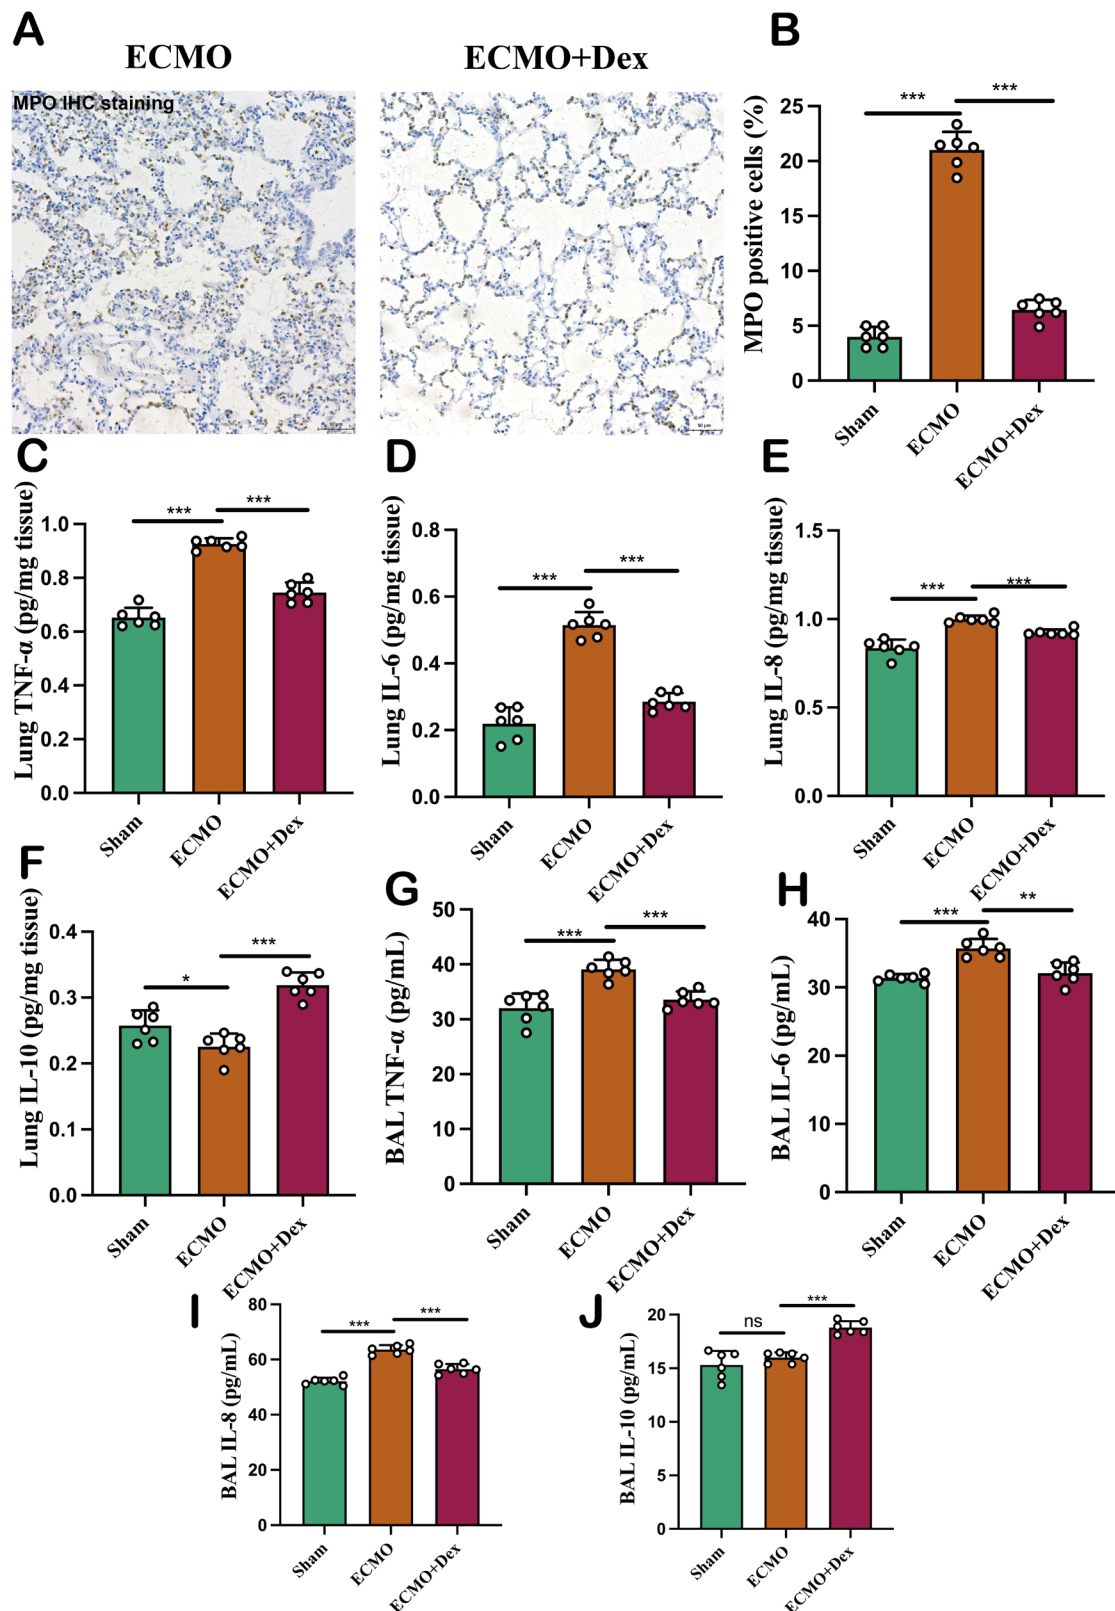 A
ECMO
ECMO+Dex
MPO IHC staining
50 μm
50 μm
B
MPO positive cells (%)
25
20
15
10
5
0
***
***
Sham
ECMO
ECMO+Dex
C
Lung TNF-α (pg/mg tissue)
1.0
0.8
0.6
0.4
0.2
0.0
***
***
Sham
ECMO
ECMO+Dex
D
Lung IL-6 (pg/mg tissue)
0.8
0.6
0.4
0.2
0.0
***
***
Sham
ECMO
ECMO+Dex
E
Lung IL-8 (pg/mg tissue)
1.5
1.0
0.5
0.0
***
***
Sham
ECMO
ECMO+Dex
F
Lung IL-10 (pg/mg tissue)
0.4
0.3
0.2
0.1
0.0
*
***
Sham
ECMO
ECMO+Dex
G
BAL TNF-α (pg/mL)
50
40
30
20
10
0
***
***
Sham
ECMO
ECMO+Dex
H
BAL IL-6 (pg/mL)
40
30
20
10
0
***
**
Sham
ECMO
ECMO+Dex
I
BAL IL-8 (pg/mL)
80
60
40
20
0
***
***
Sham
ECMO
ECMO+Dex
J
BAL IL-10 (pg/mL)
20
15
10
5
0
ns
***
Sham
ECMO
ECMO+Dex